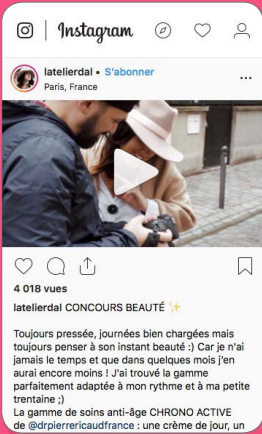 Instagram
latelierdal • S'abonner
Paris, France
4 018 vues
latelierdal CONCOURS BEAUTÉ ✨
Toujours pressée, journées bien chargées mais
toujours penser à son instant beauté :) Car je n'ai
jamais le temps et que dans quelques mois j'en
aurai encore moins ! J'ai trouvé la gamme
parfaitement adaptée à mon rythme et à ma petite
trentaine ;)
La gamme de soins anti-âge CHRONO ACTIVE
de @drpierrericaudfrance : une crème de jour, un